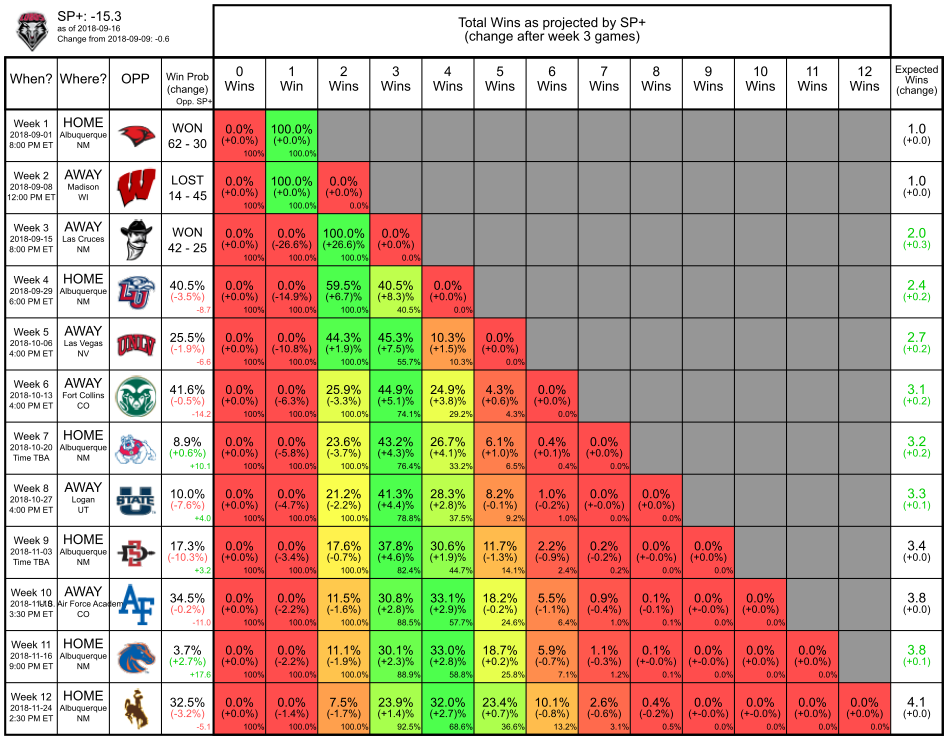 SP+: -15.3
as of 2018-09-16
Change from 2018-09-09: -0.6
Total Wins as projected by SP+
(change after week 3 games)
When? Where? OPP Win Prob (change) Opp. SP+ 0 Wins 1 Win 2 Wins 3 Wins 4 Wins 5 Wins 6 Wins 7 Wins 8 Wins 9 Wins 10 Wins 11 Wins 12 Wins Expected Wins (change)
Week 1 HOME WON 0.0% 100.0% 1.0
2018-09-01 Albuquerque 62 - 30 (+0.0%) (+0.0%) (+0.0)
8:00 PM ET NM 100% 100.0%
Week 2 AWAY LOST 0.0% 100.0% 0.0% 1.0
2018-09-08 Madison 14 - 45 (+0.0%) (+0.0%) (+0.0%) (+0.0)
12:00 PM ET WI 100% 100.0% 0.0%
Week 3 AWAY WON 0.0% 0.0% 100.0% 0.0% 2.0
2018-09-15 Las Cruces 42 - 25 (+0.0%) (-26.6%) (+26.6%) (+0.0%) (+0.3)
8:00 PM ET NM 100% 100.0% 100.0% 0.0%
Week 4 HOME LU 40.5% 0.0% 0.0% 59.5% 40.5% 0.0% 2.4
2018-09-29 Albuquerque (-3.5%) (+0.0%) (-14.9%) (+6.7)% (+8.3)% (+0.0%) (+0.2)
6:00 PM ET NM -8.7 100% 100.0% 100.0% 40.5% 0.0%
Week 5 AWAY UNLV 25.5% 0.0% 0.0% 44.3% 45.3% 10.3% 0.0% 2.7
2018-10-06 Las Vegas (-1.9%) (+0.0%) (-10.8%) (+1.9)% (+7.5)% (+1.5)% (+0.0%) (+0.2)
4:00 PM ET NV -6.6 100% 100.0% 100.0% 55.7% 10.3% 0.0%
Week 6 AWAY 41.6% 0.0% 0.0% 25.9% 44.9% 24.9% 4.3% 0.0% 3.1
2018-10-13 Fort Collins (-0.5%) (+0.0%) (-6.3%) (-3.3%) (+5.1)% (+3.8)% (+0.6)% (+0.0%) (+0.2)
4:00 PM ET CO -14.2 100% 100.0% 100.0% 74.1% 29.2% 4.3% 0.0%
Week 7 HOME 8.9% 0.0% 0.0% 23.6% 43.2% 26.7% 6.1% 0.4% 0.0% 3.2
2018-10-20 Albuquerque (+0.6%) (+0.0%) (-5.8%) (-3.7%) (+4.3)% (+4.1)% (+1.0)% (+0.1)% (+0.0%) (+0.2)
Time TBA NM +10.1 100% 100.0% 100.0% 76.4% 33.2% 6.5% 0.4% 0.0%
Week 8 AWAY U STATE 10.0% 0.0% 0.0% 21.2% 41.3% 28.3% 8.2% 1.0% 0.0% 0.0% 3.3
2018-10-27 Logan (-7.6%) (+0.0%) (-4.7%) (-2.2%) (+4.4)% (+2.8)% (-0.1%) (-0.2%) (+-0.0%) (+0.0%) (+0.1)
4:00 PM ET UT +4.0 100% 100.0% 100.0% 78.8% 37.5% 9.2% 1.0% 0.0% 0.0%
Week 9 HOME SD 17.3% 0.0% 0.0% 17.6% 37.8% 30.6% 11.7% 2.2% 0.2% 0.0% 0.0% 3.4
2018-11-03 Albuquerque (-10.3%) (+0.0%) (-3.4%) (-0.7%) (+4.6)% (+1.9)% (-1.3%) (-0.9%) (-0.2%) (+-0.0%) (+0.0%) (+0.0)
Time TBA NM +3.2 100% 100.0% 100.0% 82.4% 44.7% 14.1% 2.4% 0.2% 0.0% 0.0%
Week 10 AWAY AF 34.5% 0.0% 0.0% 11.5% 30.8% 33.1% 18.2% 5.5% 0.9% 0.1% 0.0% 0.0% 3.8
2018-11-10 U.S. Air Force Academy (-0.2%) (+0.0%) (-2.2%) (-1.6%) (+2.8)% (+2.9)% (-0.2%) (-1.1%) (-0.4%) (-0.1%) (+-0.0%) (+0.0%) (+0.0)
3:30 PM ET CO -11.0 100% 100.0% 100.0% 88.5% 57.7% 24.6% 6.4% 1.0% 0.1% 0.0% 0.0%
Week 11 HOME 3.7% 0.0% 0.0% 11.1% 30.1% 33.0% 18.7% 5.9% 1.1% 0.1% 0.0% 0.0% 0.0% 3.8
2018-11-16 Albuquerque (+2.7%) (+0.0%) (-2.2%) (-1.9%) (+2.3)% (+2.8)% (+0.2)% (-0.7%) (-0.3%) (+-0.0%) (+-0.0%) (+0.0%) (+0.0%) (+0.1)
9:00 PM ET NM +17.6 100% 100.0% 100.0% 88.9% 58.8% 25.8% 7.1% 1.2% 0.1% 0.0% 0.0% 0.0%
Week 12 HOME 32.5% 0.0% 0.0% 7.5% 23.9% 32.0% 23.4% 10.1% 2.6% 0.4% 0.0% 0.0% 0.0% 0.0% 4.1
2018-11-24 Albuquerque (-3.2%) (+0.0%) (-1.4%) (-1.7%) (+1.4)% (+2.7)% (+0.7)% (-0.8%) (-0.6%) (-0.2%) (+-0.0%) (+-0.0%) (+0.0%) (+0.0%) (+0.0)
2:30 PM ET NM -5.1 100% 100.0% 100.0% 92.5% 68.6% 36.6% 13.2% 3.1% 0.5% 0.0% 0.0% 0.0% 0.0%